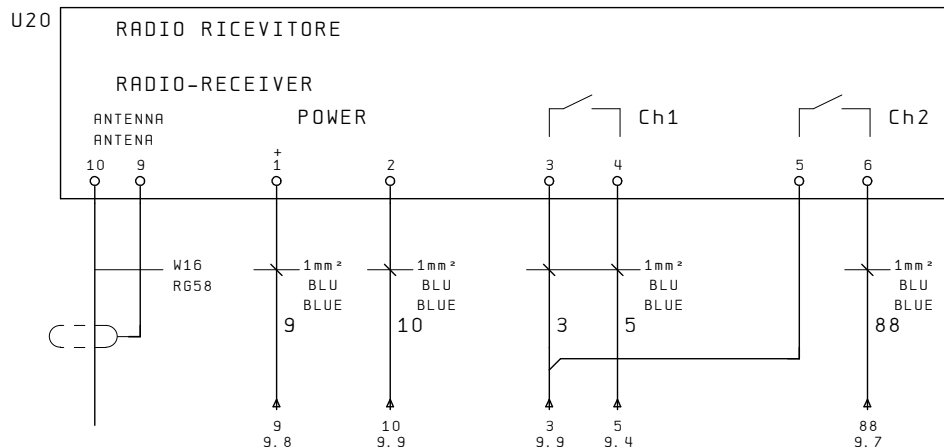 U20
RADIO RICEVITORE
RADIO-RECEIVER
ANTENNA
ANTENA
POWER
Ch1
Ch2
10 9 + 1 2 3 4 5 6
W16
RG58
1mm²
BLU
BLUE
1mm²
BLU
BLUE
1mm²
BLU
BLUE
1mm²
BLU
BLUE
9 10 3 5 88
9 10 3 5 88
9.8 9.9 9.9 9.4 9.7